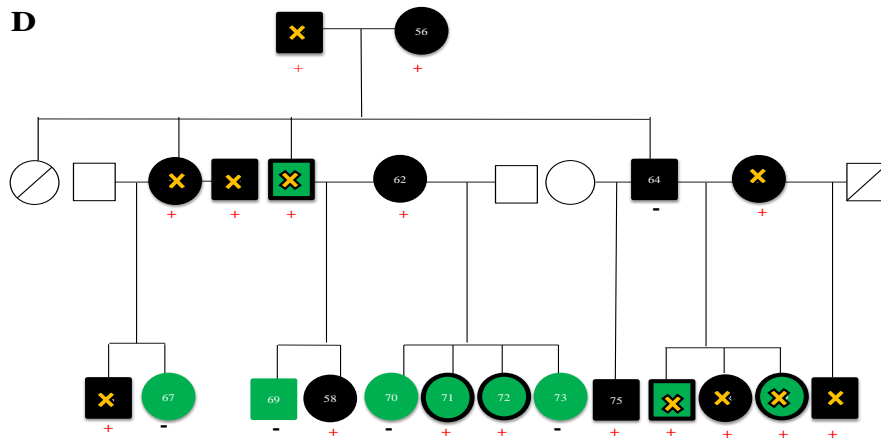 D
56
+ +
62 64
+ + + + - +
67 69 58 70 71 72 73 75
+ - - + - + + - + + + + +